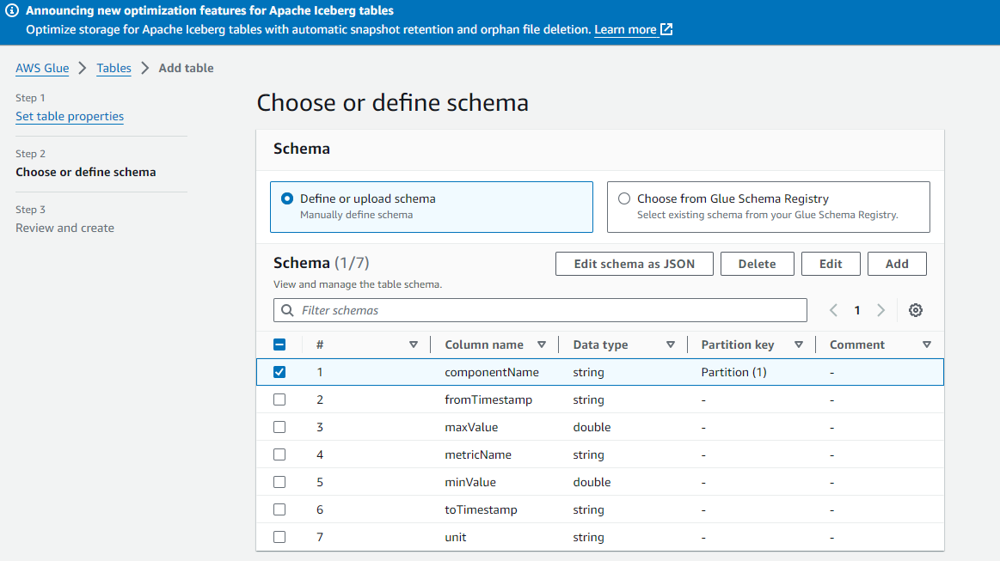 Announcing new optimization features for Apache Iceberg tables
Optimize storage for Apache Iceberg tables with automatic snapshot retention and orphan file deletion. Learn more
AWS Glue > Tables > Add table
Step 1
Set table properties
Step 2
Choose or define schema
Step 3
Review and create
Choose or define schema
Schema
Define or upload schema
Manually define schema
Choose from Glue Schema Registry
Select existing schema from your Glue Schema Registry.
Schema (1/7)
View and manage the table schema.
Edit schema as JSON Delete Edit Add
Filter schemas
< 1 >
# Column name Data type Partition key Comment
1 componentName string Partition (1) -
2 fromTimestamp string - -
3 maxValue double - -
4 metricName string - -
5 minValue double - -
6 toTimestamp string - -
7 unit string - -